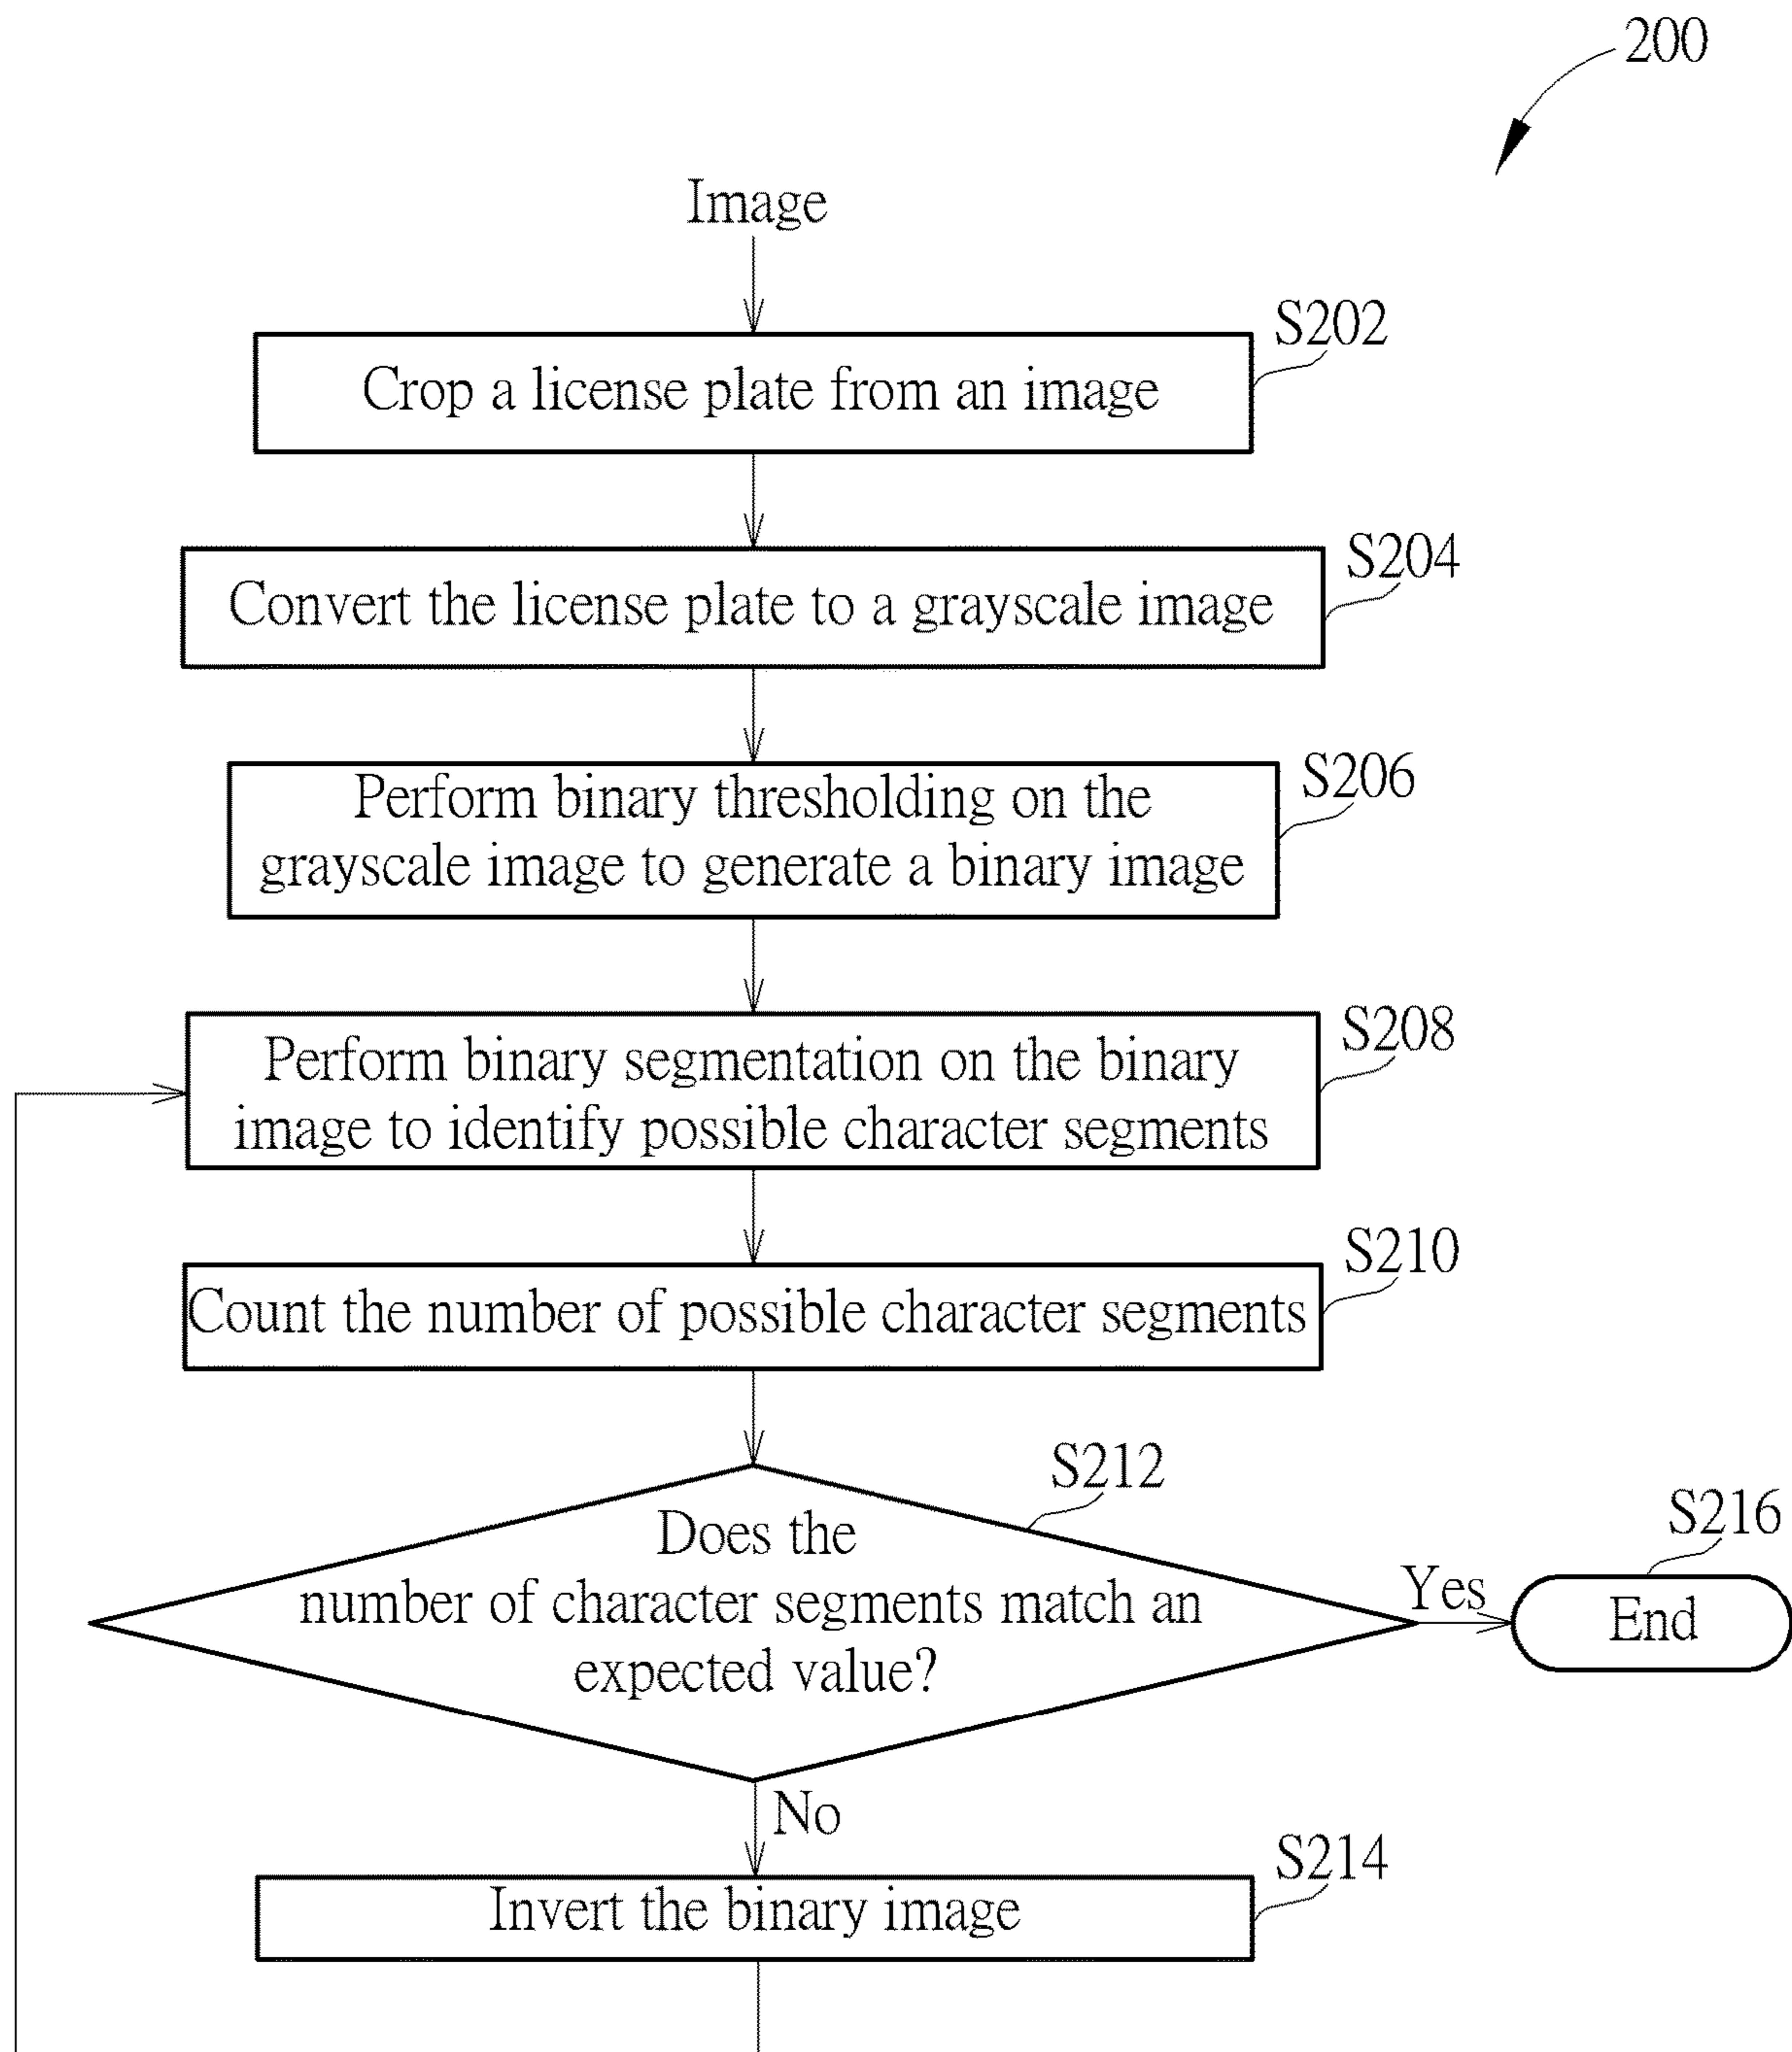 200
Image
S202
Crop a license plate from an image
S204
Convert the license plate to a grayscale image
S206
Perform binary thresholding on the
grayscale image to generate a binary image
S208
Perform binary segmentation on the binary
image to identify possible character segments
S210
Count the number of possible character segments
S212
Does the
number of character segments match an
expected value?
Yes
S216
End
No
S214
Invert the binary image